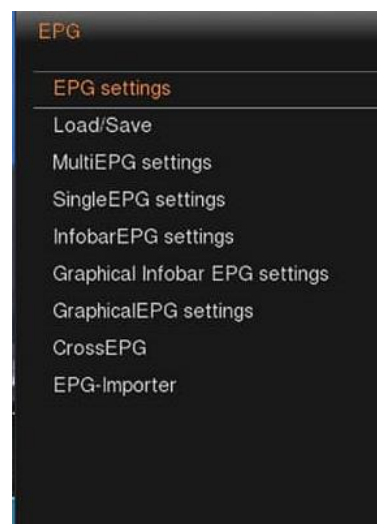 EPG
EPG settings
Load/Save
MultiEPG settings
SingleEPG settings
InfobarEPG settings
Graphical Infobar EPG settings
GraphicalEPG settings
CrossEPG
EPG-Importer